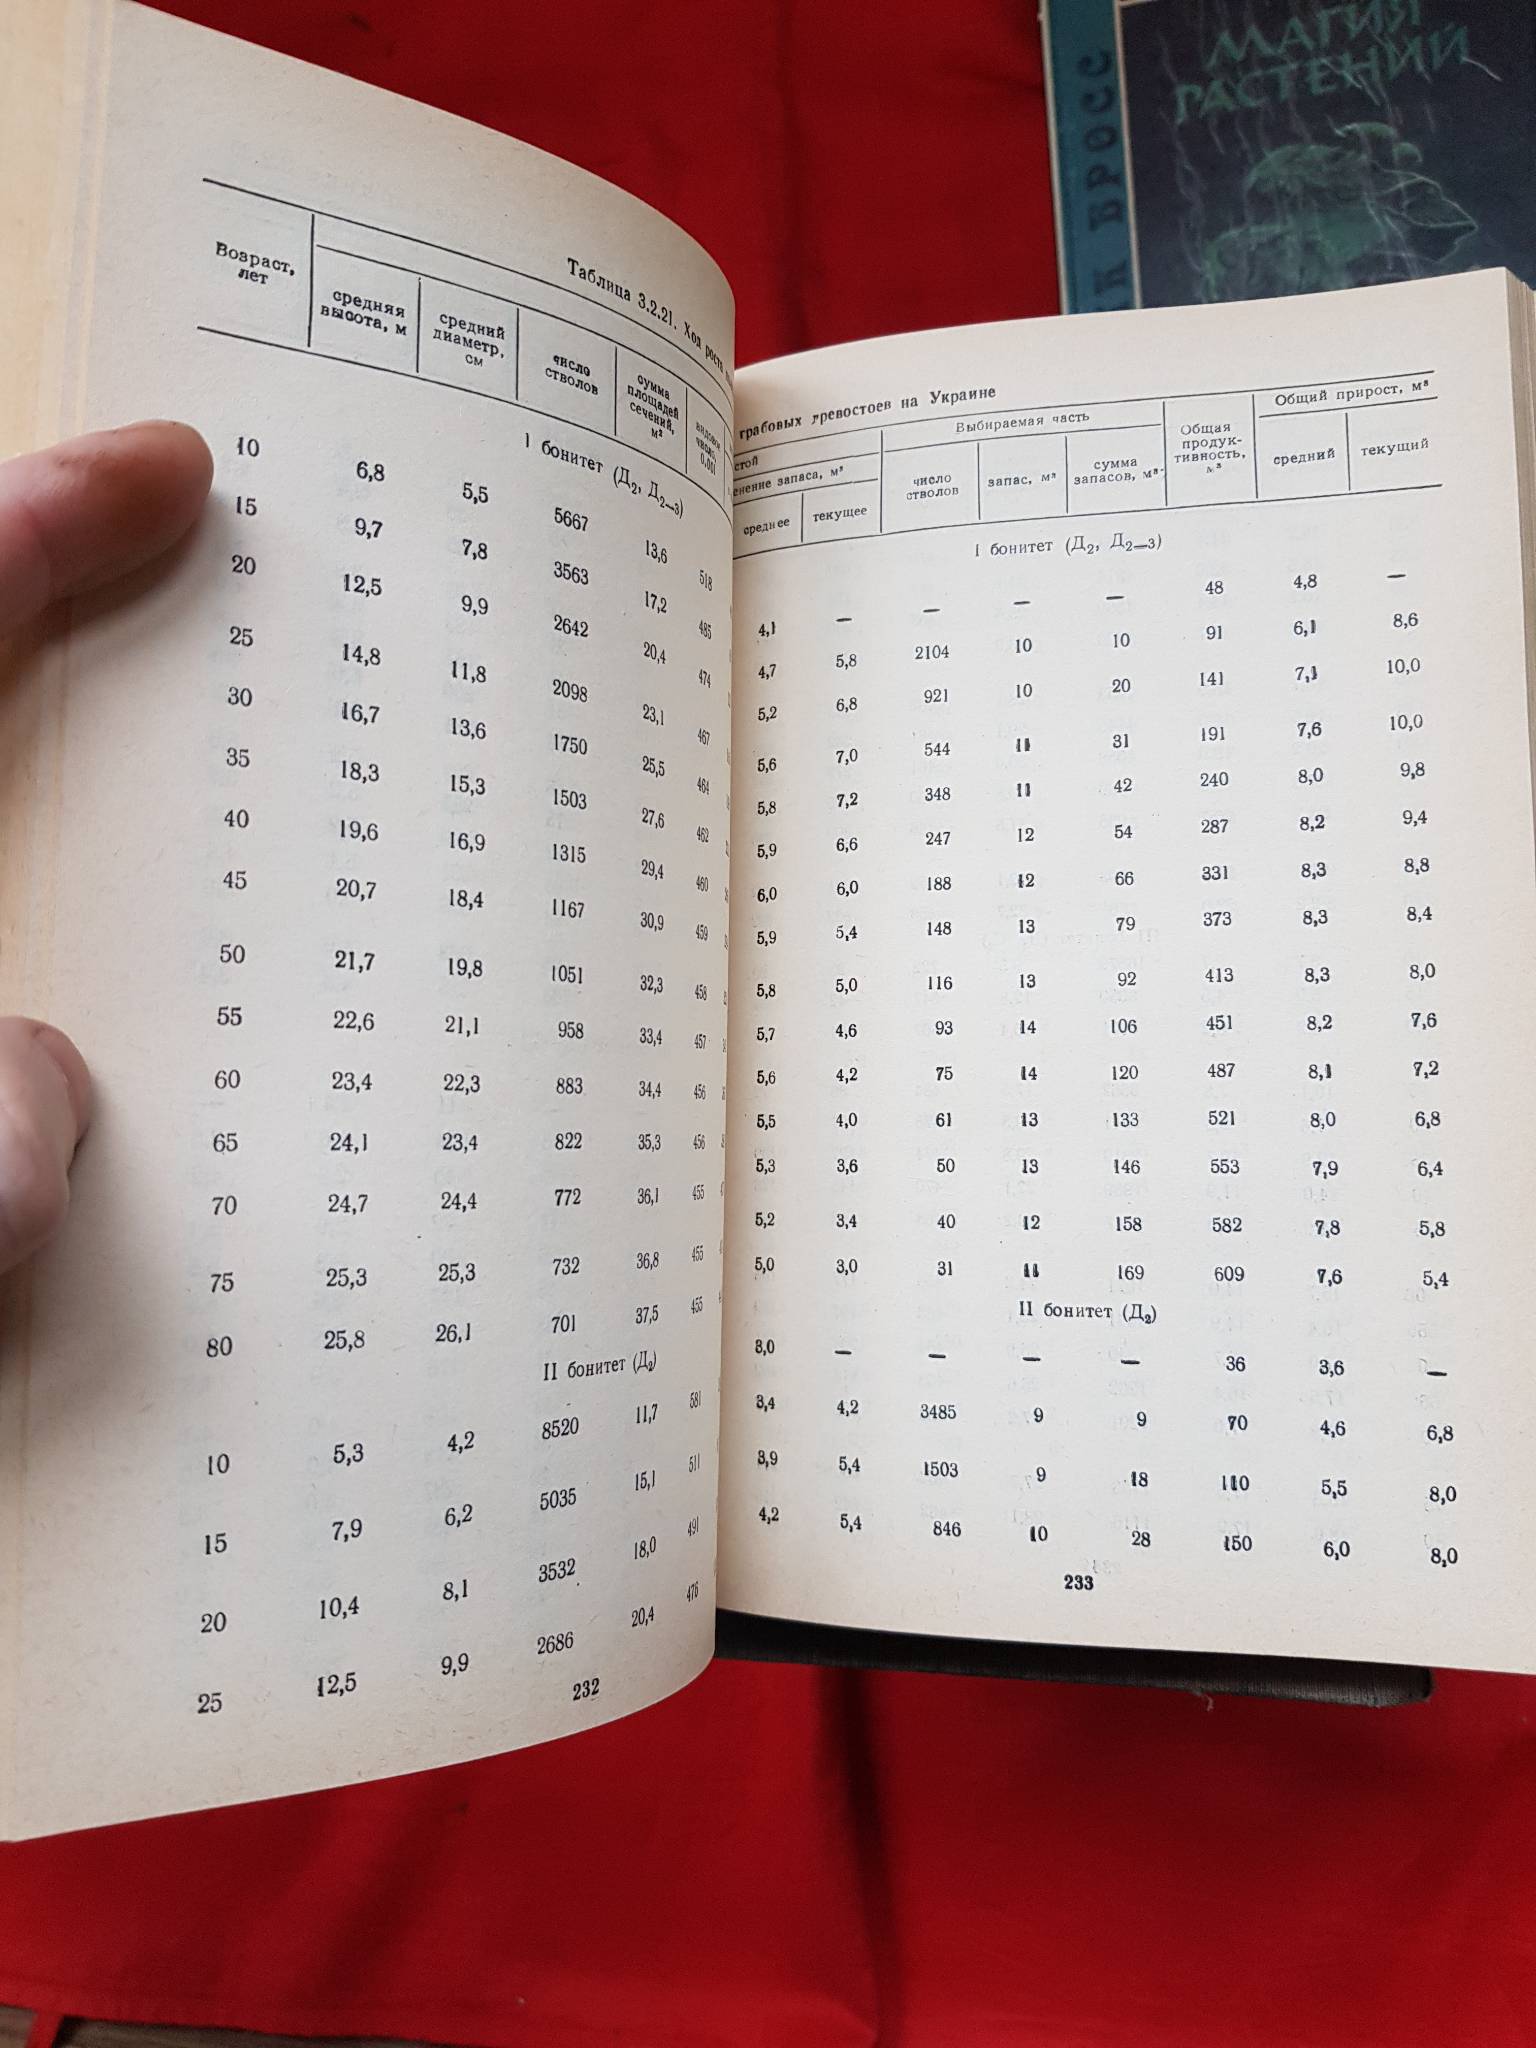 МАГИЯ
РАСТЕНИЙ
БРОСС
Таблица 3.2.21. Ход роста
Возраст, лет
средняя высота, м
средний диаметр, см
число стволов
сумма площадей сечений, м²
видовое число, 0,001
I бонитет (Д₂, Д₂—₃)
10 6,8 5,5 5667 13,6 518
15 9,7 7,8 3563 17,2 485
20 12,5 9,9 2642 20,4 474
25 14,8 11,8 2098 23,1 467
30 16,7 13,6 1750 25,5 464
35 18,3 15,3 1503 27,6 462
40 19,6 16,9 1315 29,4 460
45 20,7 18,4 1167 30,9 459
50 21,7 19,8 1051 32,3 458
55 22,6 21,1 958 33,4 457
60 23,4 22,3 883 34,4 456
65 24,1 23,4 822 35,3 456
70 24,7 24,4 772 36,1 455
75 25,3 25,3 732 36,8 455
80 25,8 26,1 701 37,5 455
II бонитет (Д₂)
10 5,3 4,2 8520 11,7 581
15 7,9 6,2 5035 15,1 511
20 10,4 8,1 3532 18,0 491
25 12,5 9,9 2686 20,4 476
232
грабовых древостоев на Украине
стой
Выбираемая часть
Общая продук-тивность, м³
Общий прирост, м³
енение запаса, м³
среднее
текущее
число стволов
запас, м³
сумма запасов, м³
средний
текущий
I бонитет (Д₂, Д₂—₃)
4,1 — — — — 48 4,8 —
4,7 5,8 2104 10 10 91 6,1 8,6
5,2 6,8 921 10 20 141 7,1 10,0
5,6 7,0 544 11 31 191 7,6 10,0
5,8 7,2 348 11 42 240 8,0 9,8
5,9 6,6 247 12 54 287 8,2 9,4
6,0 6,0 188 12 66 331 8,3 8,8
5,9 5,4 148 13 79 373 8,3 8,4
5,8 5,0 116 13 92 413 8,3 8,0
5,7 4,6 93 14 106 451 8,2 7,6
5,6 4,2 75 14 120 487 8,1 7,2
5,5 4,0 61 13 133 521 8,0 6,8
5,3 3,6 50 13 146 553 7,9 6,4
5,2 3,4 40 12 158 582 7,8 5,8
5,0 3,0 31 11 169 609 7,6 5,4
II бонитет (Д₂)
3,0 — — — — 36 3,6 —
3,4 4,2 3485 9 9 70 4,6 6,8
3,9 5,4 1503 9 18 110 5,5 8,0
4,2 5,4 846 10 28 150 6,0 8,0
233